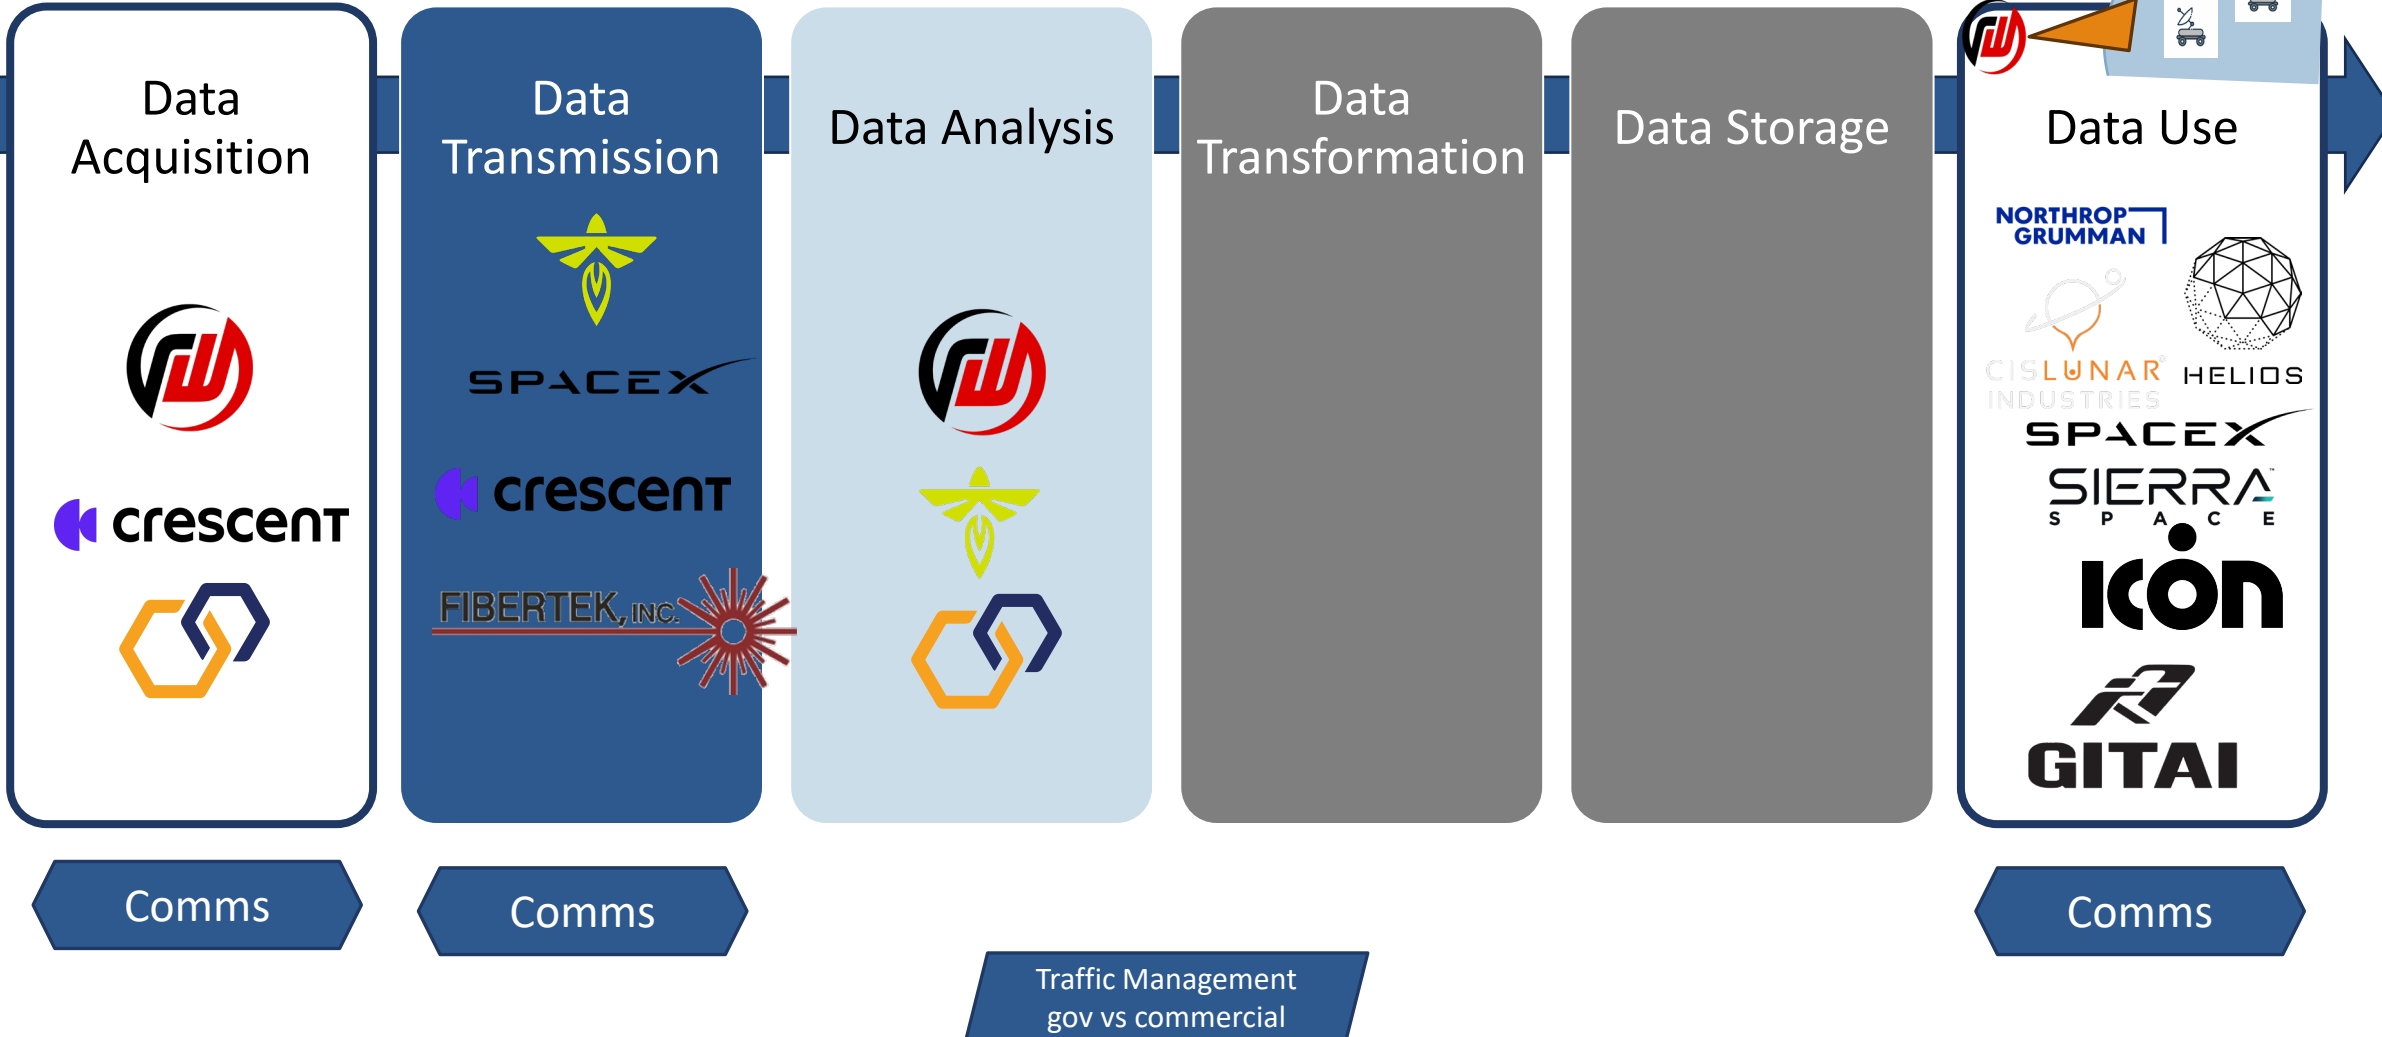 Data
Acquisition
crescent
Comms
Data
Transmission
SPACEX
crescent
FIBERTEK, INC.
Comms
Data Analysis
Data
Transformation
Data Storage
Data Use
NORTHROP
GRUMMAN
CISLUNAR®
INDUSTRIES
HELIOS
SPACEX
SIERRA™
SPACE
ICON
GITAI
Comms
Traffic Management
gov vs commercial